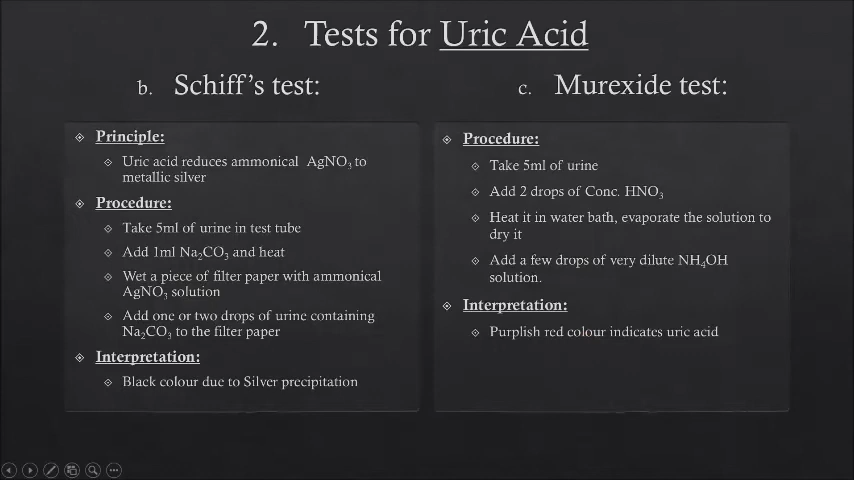 2. Tests for Uric Acid
b. Schiff's test:
Principle:
Uric acid reduces ammonical AgNO3 to
metallic silver
Procedure:
Take 5ml of urine in test tube
Add 1ml Na2CO3 and heat
Wet a piece of filter paper with ammonical
AgNO3 solution
Add one or two drops of urine containing
Na2CO3 to the filter paper
Interpretation:
Black colour due to Silver precipitation
c. Murexide test:
Procedure:
Take 5ml of urine
Add 2 drops of Conc. HNO3
Heat it in water bath, evaporate the solution to
dry it
Add a few drops of very dilute NH4OH
solution.
Interpretation:
Purplish red colour indicates uric acid